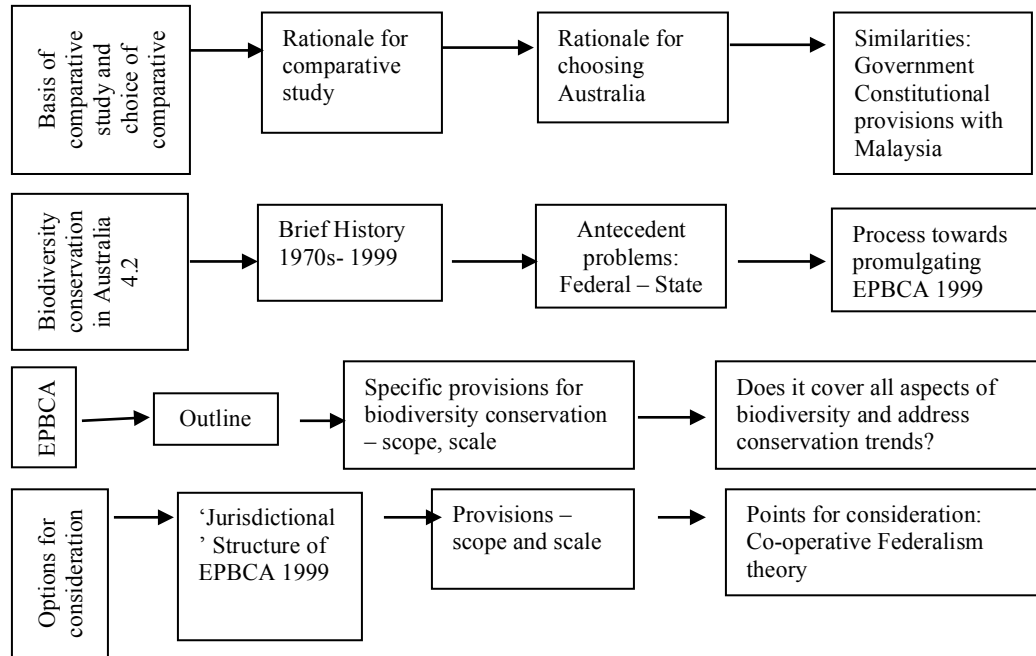 Basis of
comparative
study and
choice of
comparative
Rationale for
comparative
study
Rationale for
choosing
Australia
Similarities:
Government
Constitutional
provisions with
Malaysia
Biodiversity
conservation
in Australia
4.2
Brief History
1970s- 1999
Antecedent
problems:
Federal – State
Process towards
promulgating
EPBCA 1999
EPBCA
Outline
Specific provisions for
biodiversity conservation
– scope, scale
Does it cover all aspects of
biodiversity and address
conservation trends?
Options for
consideration
‘Jurisdictional
’ Structure of
EPBCA 1999
Provisions –
scope and scale
Points for consideration:
Co-operative Federalism
theory